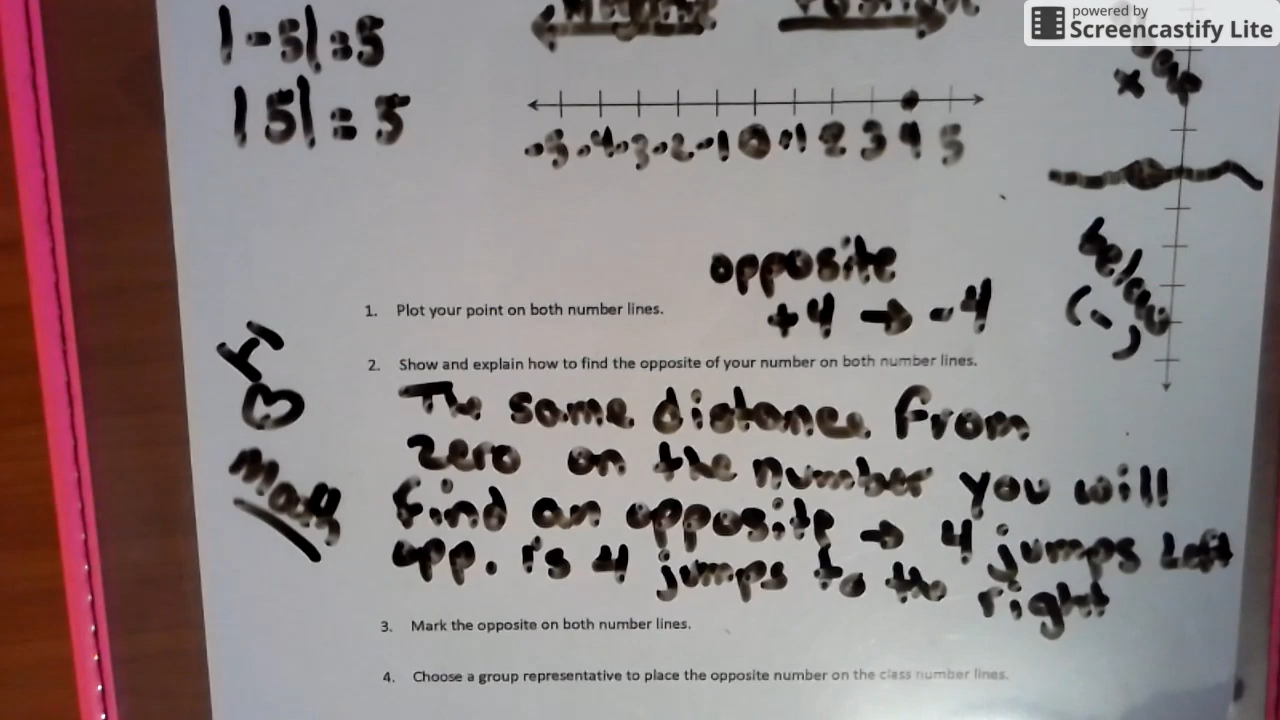 powered by
Screencastify Lite
|-5|=5
|5| = 5
-5 -4 -3 -2 -1 0 +1 2 3 4 5
opposite
+4 → -4
below
(-)
1. Plot your point on both number lines.
2. Show and explain how to find the opposite of your number on both number lines.
I ♡
math
The same distance from
zero on the number you will
find an opposite → 4 jumps left
opp. is 4 jumps to the right
3. Mark the opposite on both number lines.
4. Choose a group representative to place the opposite number on the class number lines.